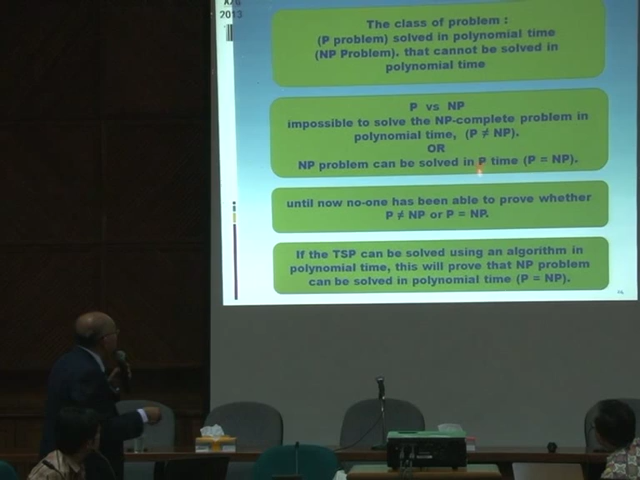 2013
The class of problem :
(P problem) solved in polynomial time
(NP Problem). that cannot be solved in
polynomial time
P vs NP
impossible to solve the NP-complete problem in
polynomial time, (P ≠ NP).
OR
NP problem can be solved in P time (P = NP).
until now no-one has been able to prove whether
P ≠ NP or P = NP.
If the TSP can be solved using an algorithm in
polynomial time, this will prove that NP problem
can be solved in polynomial time (P = NP).